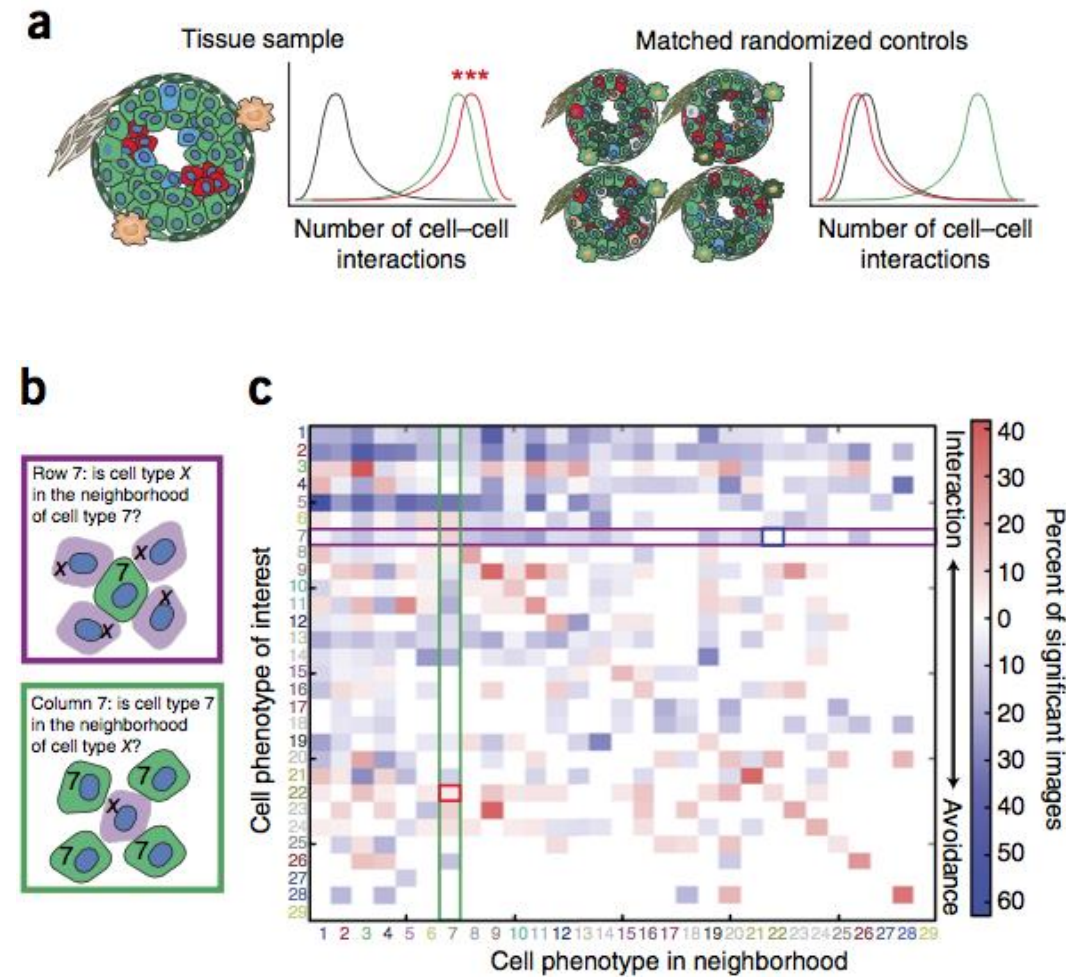 a
Tissue sample
Matched randomized controls
***
Number of cell–cell
interactions
Number of cell–cell
interactions
b
Row 7: is cell type X
in the neighborhood
of cell type 7?
X
X
7
X
X
Column 7: is cell type 7
in the neighborhood
of cell type X?
7
7
X
7
7
c
Cell phenotype of interest
1
2
3
4
5
6
7
8
9
10
11
12
13
14
15
16
17
18
19
20
21
22
23
24
25
26
27
28
29
1 2 3 4 5 6 7 8 9 10 11 12 13 14 15 16 17 18 19 20 21 22 23 24 25 26 27 28 29
Cell phenotype in neighborhood
Interaction
Avoidance
40
30
20
10
0
10
20
30
40
50
60
Percent of significant images